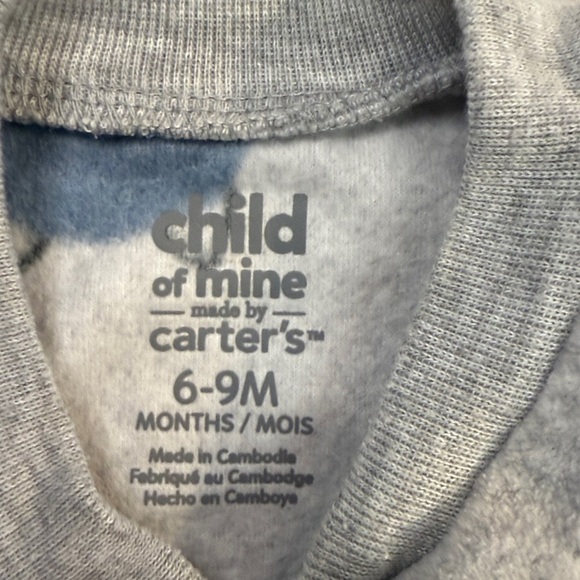 child
of mine
made by
carter's™
6-9M
MONTHS / MOIS
Made in Cambodia
Fabriqué au Cambodge
Hecho en Camboya